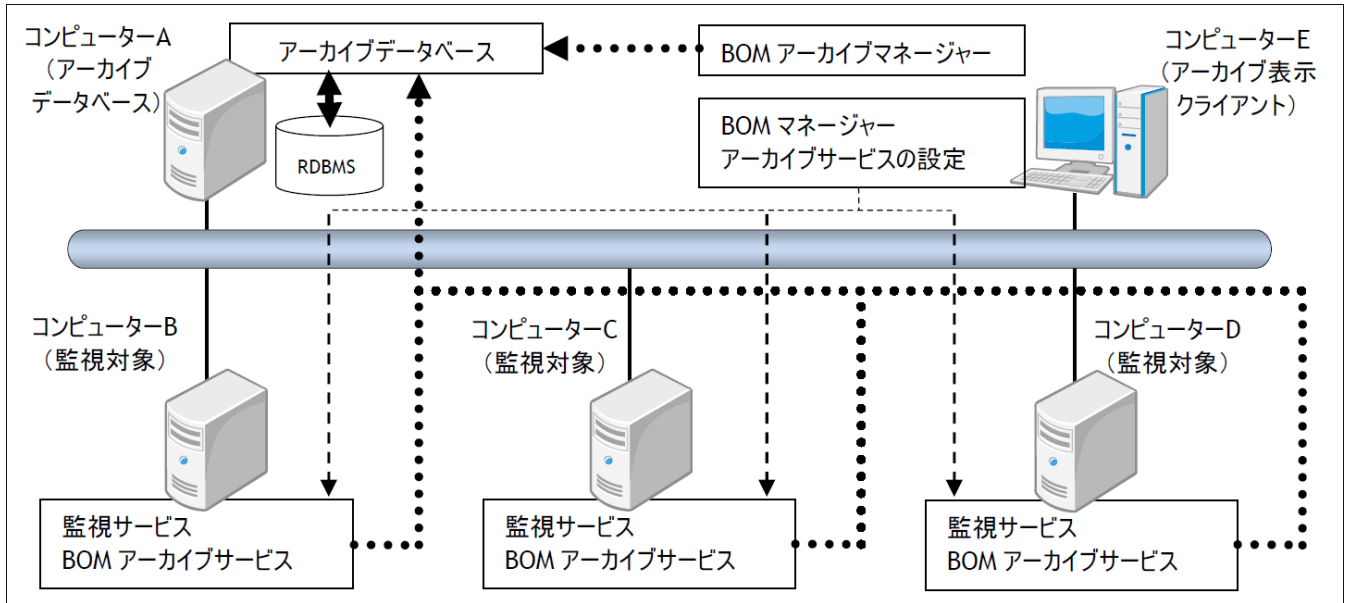 コンピューターA
（アーカイブ
データベース）
アーカイブデータベース
RDBMS
BOM アーカイブマネージャー
BOM マネージャー
アーカイブサービスの設定
コンピューターE
（アーカイブ表示
クライアント）
コンピューターB
（監視対象）
監視サービス
BOM アーカイブサービス
コンピューターC
（監視対象）
監視サービス
BOM アーカイブサービス
コンピューターD
（監視対象）
監視サービス
BOM アーカイブサービス